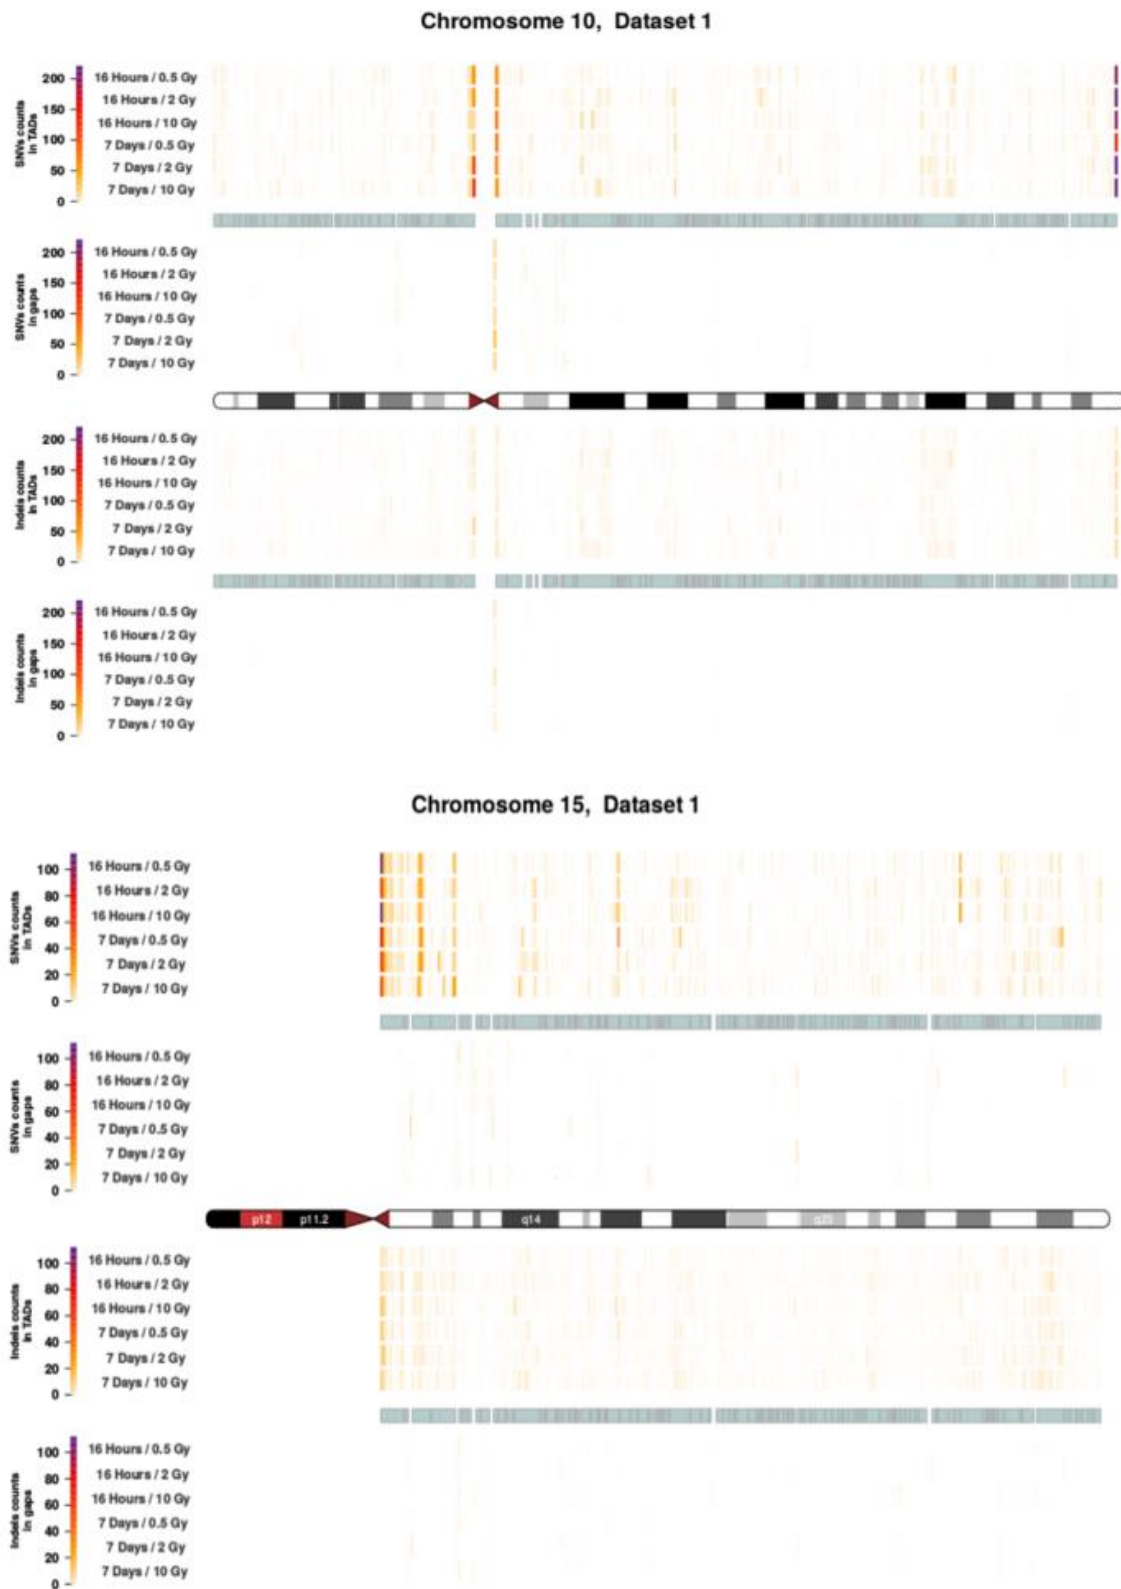 Chromosome 10, Dataset 1
SNVs counts
in TADs
200
150
100
50
0
16 Hours / 0.5 Gy
16 Hours / 2 Gy
16 Hours / 10 Gy
7 Days / 0.5 Gy
7 Days / 2 Gy
7 Days / 10 Gy
SNVs counts
in gaps
200
150
100
50
0
16 Hours / 0.5 Gy
16 Hours / 2 Gy
16 Hours / 10 Gy
7 Days / 0.5 Gy
7 Days / 2 Gy
7 Days / 10 Gy
Indels counts
in TADs
200
150
100
50
0
16 Hours / 0.5 Gy
16 Hours / 2 Gy
16 Hours / 10 Gy
7 Days / 0.5 Gy
7 Days / 2 Gy
7 Days / 10 Gy
Indels counts
in gaps
200
150
100
50
0
16 Hours / 0.5 Gy
16 Hours / 2 Gy
16 Hours / 10 Gy
7 Days / 0.5 Gy
7 Days / 2 Gy
7 Days / 10 Gy
Chromosome 15, Dataset 1
SNVs counts
in TADs
100
80
60
40
20
0
16 Hours / 0.5 Gy
16 Hours / 2 Gy
16 Hours / 10 Gy
7 Days / 0.5 Gy
7 Days / 2 Gy
7 Days / 10 Gy
SNVs counts
in gaps
100
80
60
40
20
0
16 Hours / 0.5 Gy
16 Hours / 2 Gy
16 Hours / 10 Gy
7 Days / 0.5 Gy
7 Days / 2 Gy
7 Days / 10 Gy
p12 p11.2 q14
Indels counts
in TADs
100
80
60
40
20
0
16 Hours / 0.5 Gy
16 Hours / 2 Gy
16 Hours / 10 Gy
7 Days / 0.5 Gy
7 Days / 2 Gy
7 Days / 10 Gy
Indels counts
in gaps
100
80
60
40
20
0
16 Hours / 0.5 Gy
16 Hours / 2 Gy
16 Hours / 10 Gy
7 Days / 0.5 Gy
7 Days / 2 Gy
7 Days / 10 Gy